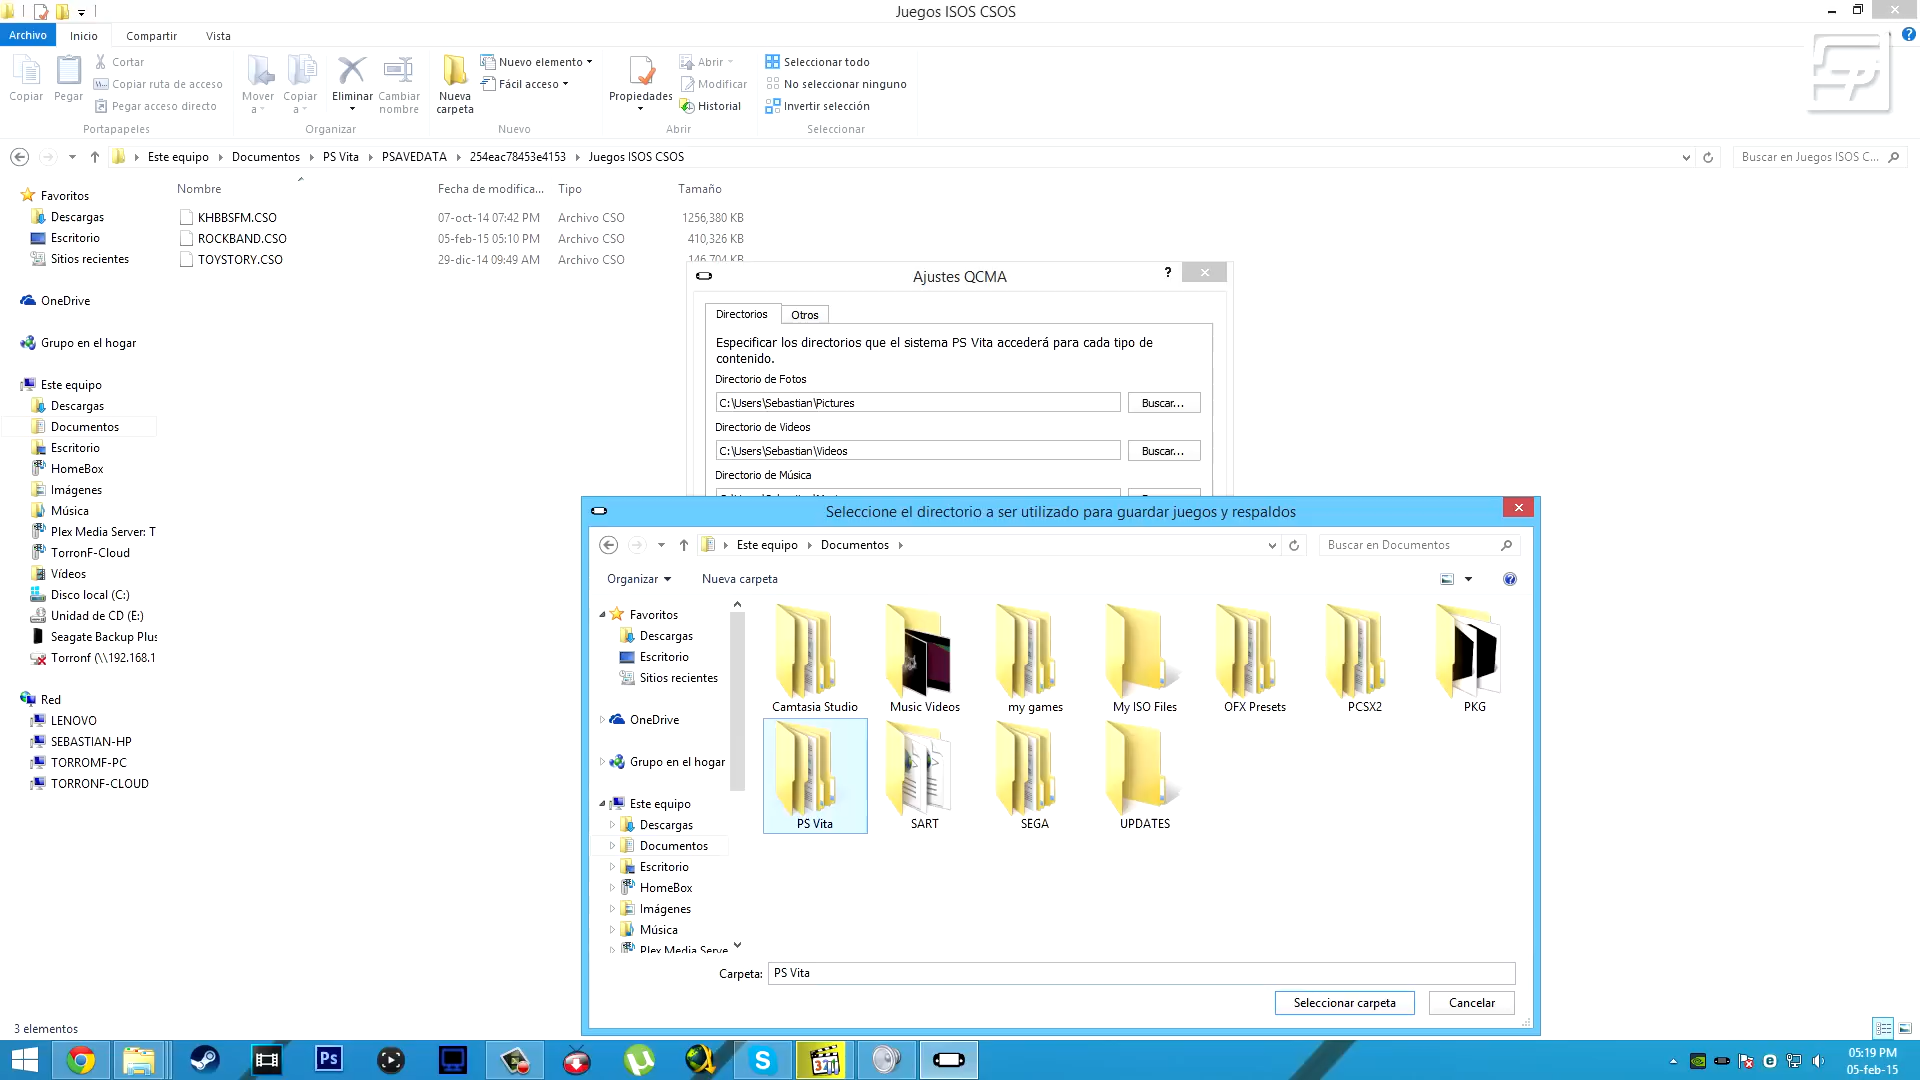 Juegos ISOS CSOS
Archivo Inicio Compartir Vista
Copiar
Pegar
Cortar
Copiar ruta de acceso
Pegar acceso directo
Portapapeles
Mover a
Copiar a
Eliminar
Cambiar nombre
Organizar
Nueva carpeta
Nuevo elemento
Fácil acceso
Nuevo
Propiedades
Abrir
Modificar
Historial
Abrir
Seleccionar todo
No seleccionar ninguno
Invertir selección
Seleccionar
Este equipo Documentos PS Vita PSAVEDATA 254eac78453e4153 Juegos ISOS CSOS
Buscar en Juegos ISOS C...
Nombre Fecha de modifica... Tipo Tamaño
KHBBSFM.CSO 07-oct-14 07:42 PM Archivo CSO 1256,380 KB
ROCKBAND.CSO 05-feb-15 05:10 PM Archivo CSO 410,326 KB
TOYSTORY.CSO 29-dic-14 09:49 AM Archivo CSO 146,704 KB
Favoritos
Descargas
Escritorio
Sitios recientes
OneDrive
Grupo en el hogar
Este equipo
Descargas
Documentos
Escritorio
HomeBox
Imágenes
Música
Plex Media Server: T
TorronF-Cloud
Vídeos
Disco local (C:)
Unidad de CD (E:)
Seagate Backup Plus
Torronf (\\192.168.1
Red
LENOVO
SEBASTIAN-HP
TORROMF-PC
TORRONF-CLOUD
3 elementos
Ajustes QCMA
?
Directorios Otros
Especificar los directorios que el sistema PS Vita accederá para cada tipo de
contenido.
Directorio de Fotos
C:\Users\Sebastian\Pictures Buscar...
Directorio de Videos
C:\Users\Sebastian\Videos Buscar...
Directorio de Música
Seleccione el directorio a ser utilizado para guardar juegos y respaldos
Este equipo Documentos
Buscar en Documentos
Organizar Nueva carpeta
Favoritos
Descargas
Escritorio
Sitios recientes
OneDrive
Grupo en el hogar
Este equipo
Descargas
Documentos
Escritorio
HomeBox
Imágenes
Música
Plex Media Serve
Camtasia Studio Music Videos my games My ISO Files OFX Presets PCSX2 PKG
PS Vita SART SEGA UPDATES
Carpeta: PS Vita
Seleccionar carpeta Cancelar
Ps
321
05:19 PM
05-feb-15